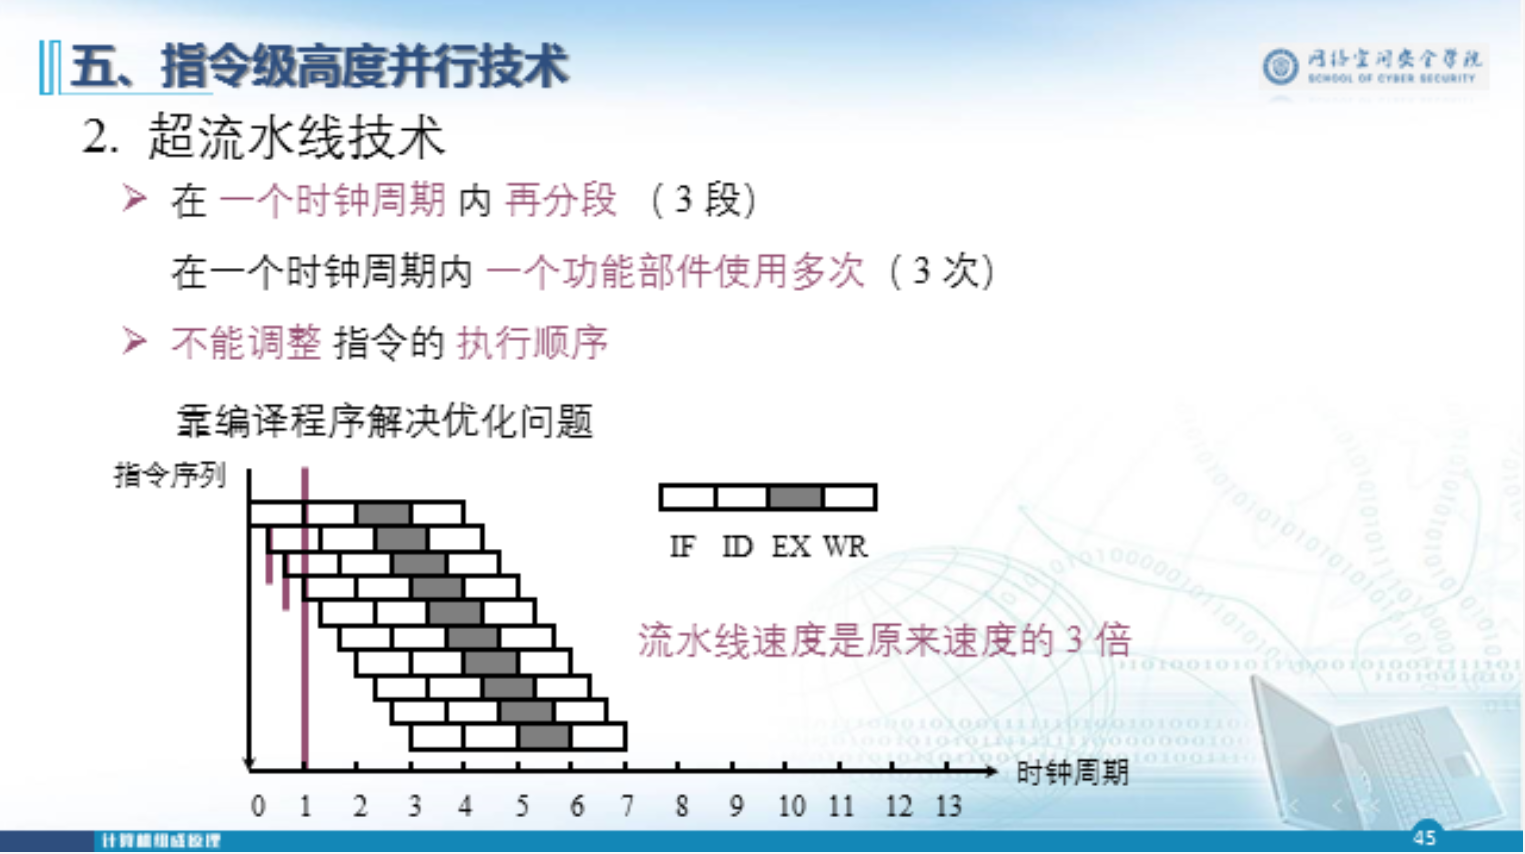 五、指令级高度并行技术
网络空间安全学院
SCHOOL OF CYBER SECURITY
2. 超流水线技术
➢ 在 一个时钟周期 内 再分段 （ 3 段）
在一个时钟周期内 一个功能部件使用多次 （ 3 次）
➢ 不能调整 指令的 执行顺序
靠编译程序解决优化问题
指令序列
IF ID EX WR
流水线速度是原来速度的 3 倍
时钟周期
0 1 2 3 4 5 6 7 8 9 10 11 12 13
计算机组成原理
45